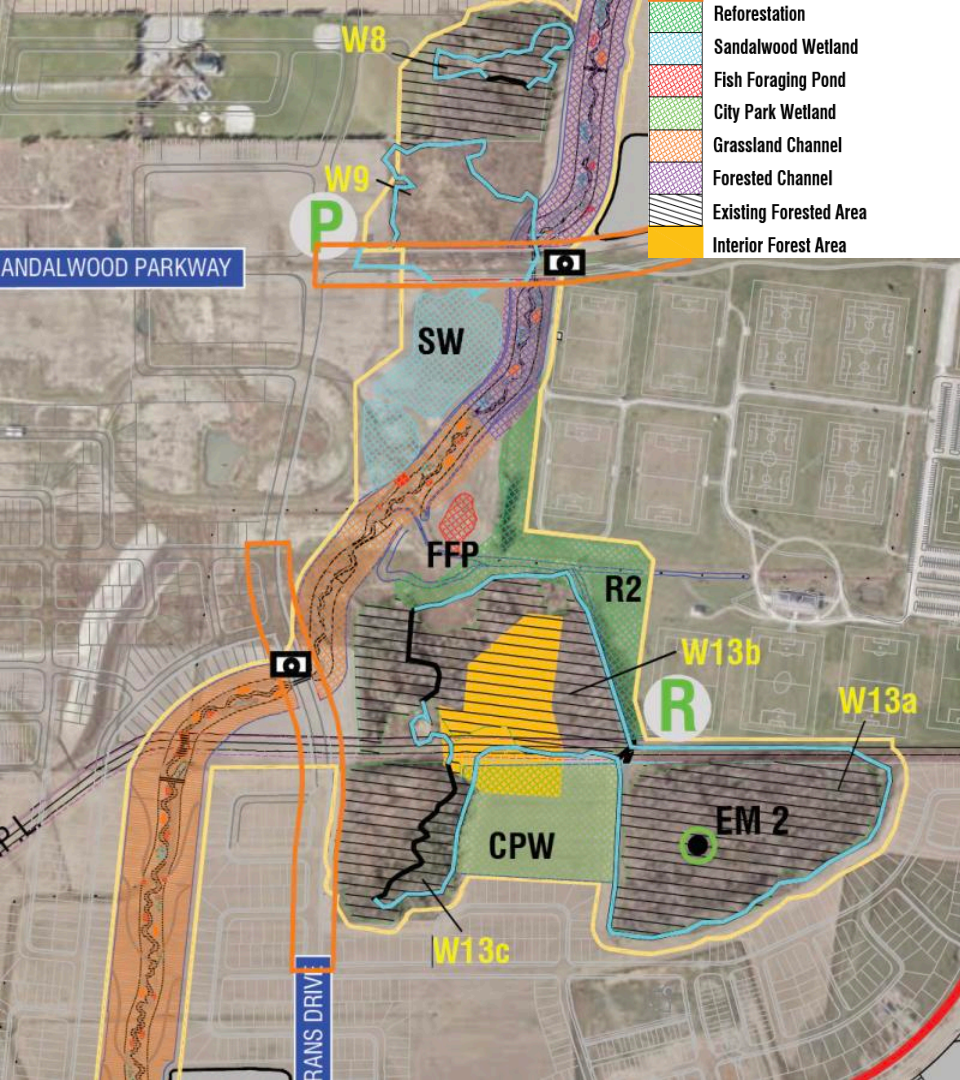 Reforestation
Sandalwood Wetland
Fish Foraging Pond
City Park Wetland
Grassland Channel
Forested Channel
Existing Forested Area
Interior Forest Area
W8
W9
P
ANDALWOOD PARKWAY
SW
FFP
R2
W13b
R
W13a
EM 2
CPW
W13c
RANS DRIVE